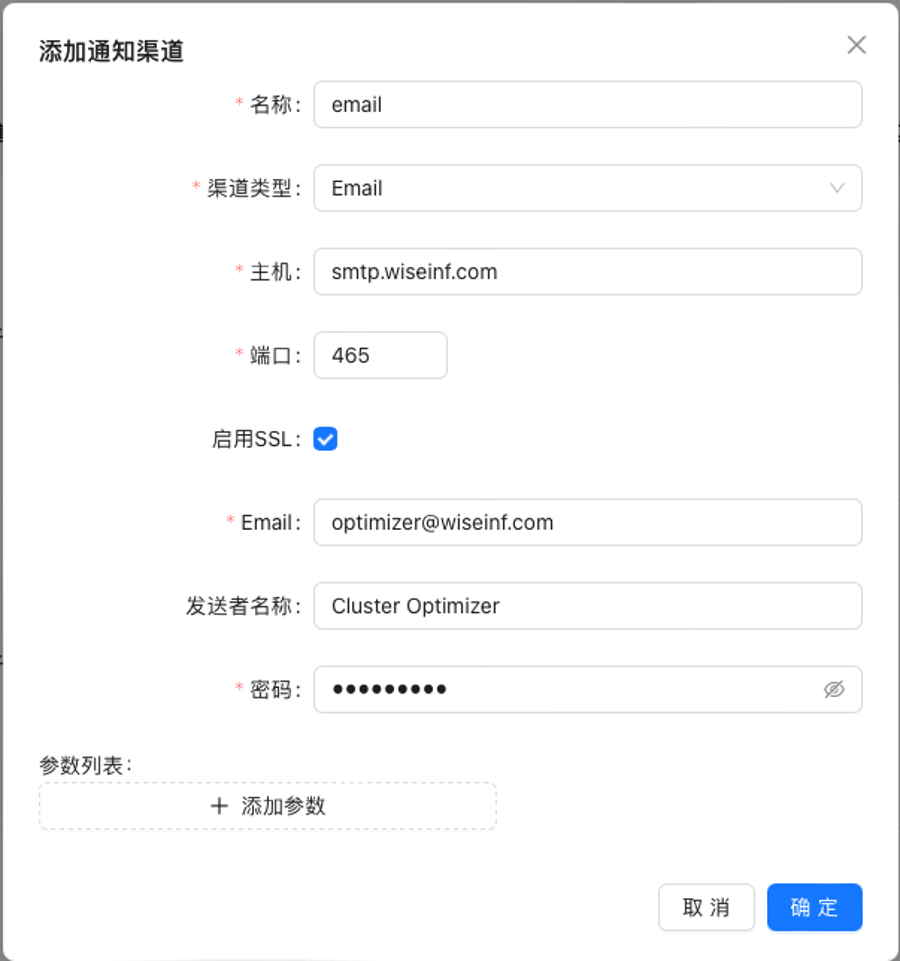 添加通知渠道
* 名称: email
* 渠道类型: Email
* 主机: smtp.wiseinf.com
* 端口: 465
启用SSL:
* Email: optimizer@wiseinf.com
发送者名称: Cluster Optimizer
* 密码: •••••••••
参数列表:
+ 添加参数
取 消 确 定